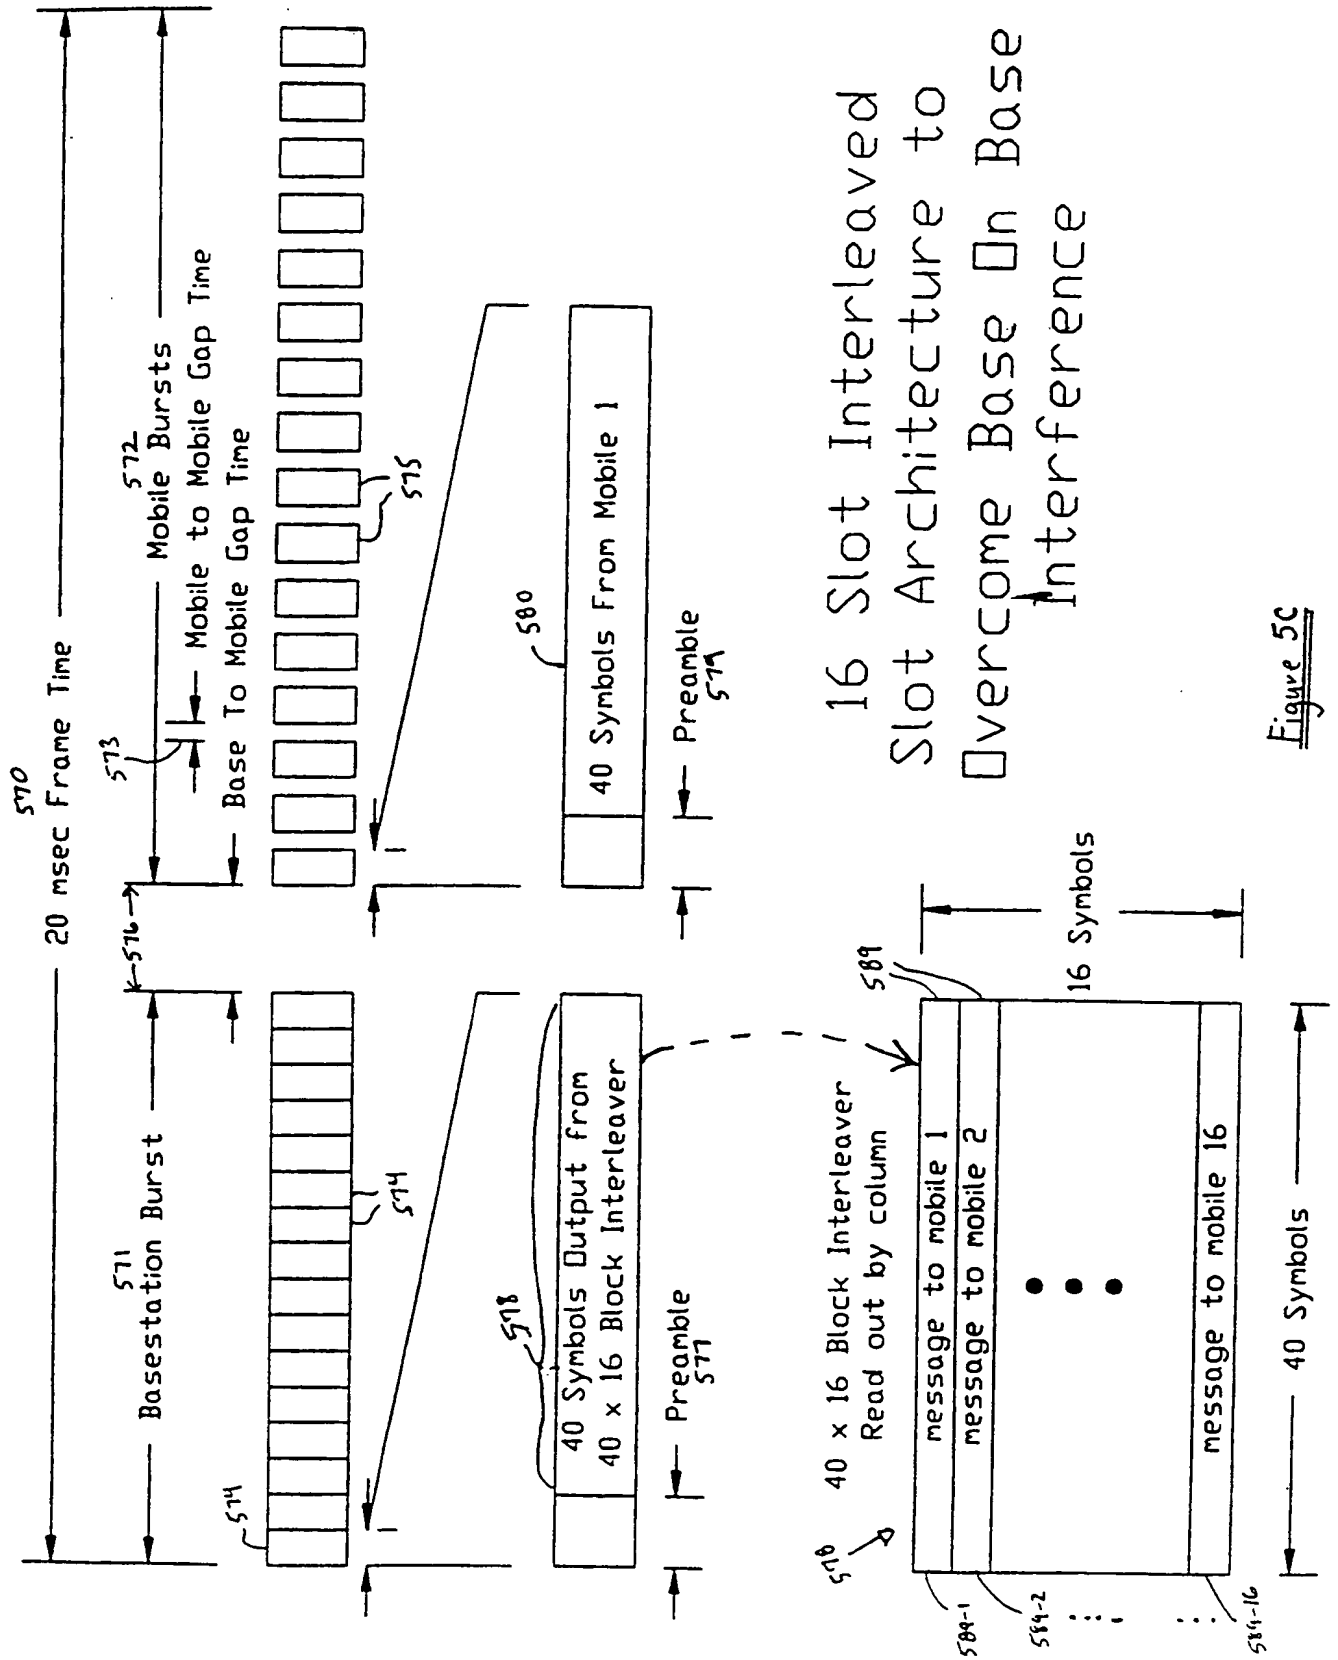 570
20 msec Frame Time
571
Basestation Burst
576
572
Mobile Bursts
573
Mobile to Mobile Gap Time
Base To Mobile Gap Time
574
574
575
578
40 Symbols Output from
40 x 16 Block Interleaver
Preamble
577
580
40 Symbols From Mobile 1
Preamble
579
578
40 x 16 Block Interleaver
Read out by column
589
589-1
message to mobile 1
589-2
message to mobile 2
589-16
message to mobile 16
16 Symbols
40 Symbols
16 Slot Interleaved
Slot Architecture to
Overcome Base On Base
Interference
Figure 5C